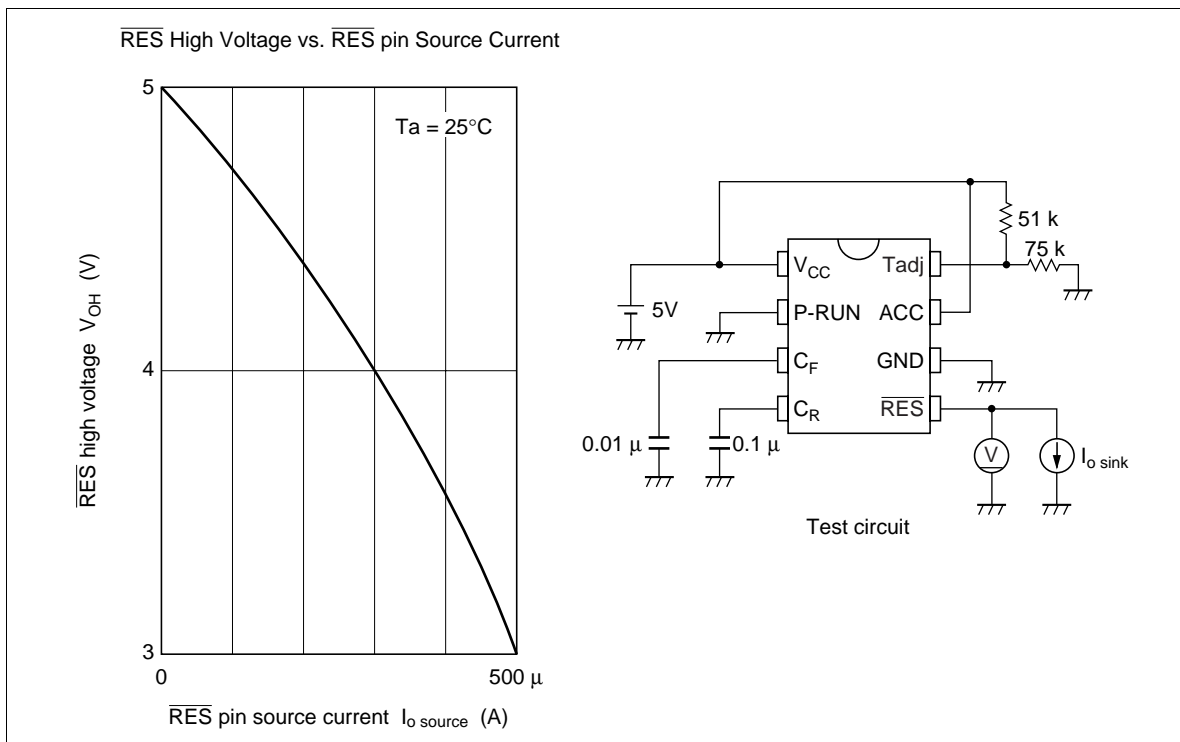 RES High Voltage vs. RES pin Source Current
5
4
3
RES high voltage VOH (V)
Ta = 25°C
0
500 μ
RES pin source current Io source (A)
51 k
75 k
VCC
Tadj
5V
P-RUN
ACC
CF
GND
CR
RES
0.01 μ
0.1 μ
V
Io sink
Test circuit